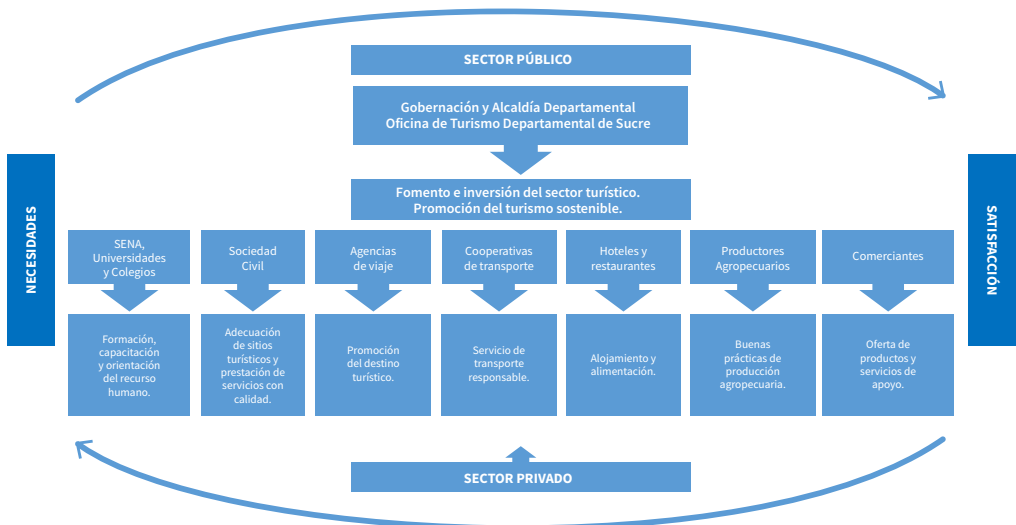 SECTOR PÚBLICO
Gobernación y Alcaldía Departamental
Oficina de Turismo Departamental de Sucre
Fomento e inversión del sector turístico.
Promoción del turismo sostenible.
NECESIDADES
SATISFACCIÓN
SENA,
Universidades
y Colegios
Sociedad
Civil
Agencias
de viaje
Cooperativas
de transporte
Hoteles y
restaurantes
Productores
Agropecuarios
Comerciantes
Formación,
capacitación
y orientación
del recurso
humano.
Adecuación
de sitios
turísticos y
prestación de
servicios con
calidad.
Promoción
del destino
turístico.
Servicio de
transporte
responsable.
Alojamiento y
alimentación.
Buenas
prácticas de
producción
agropecuaria.
Oferta de
productos y
servicios de
apoyo.
SECTOR PRIVADO